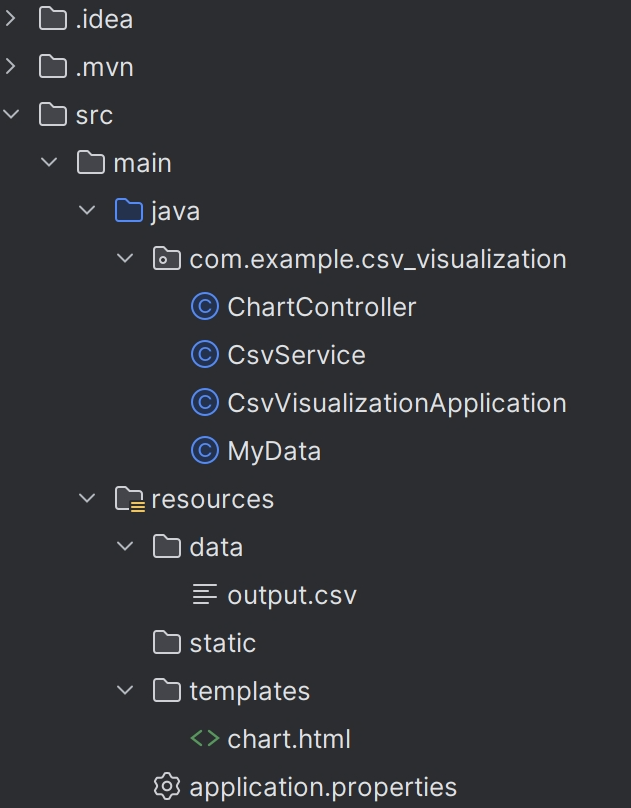 .idea
.mvn
src
main
java
com.example.csv_visualization
ChartController
CsvService
CsvVisualizationApplication
MyData
resources
data
output.csv
static
templates
chart.html
application.properties